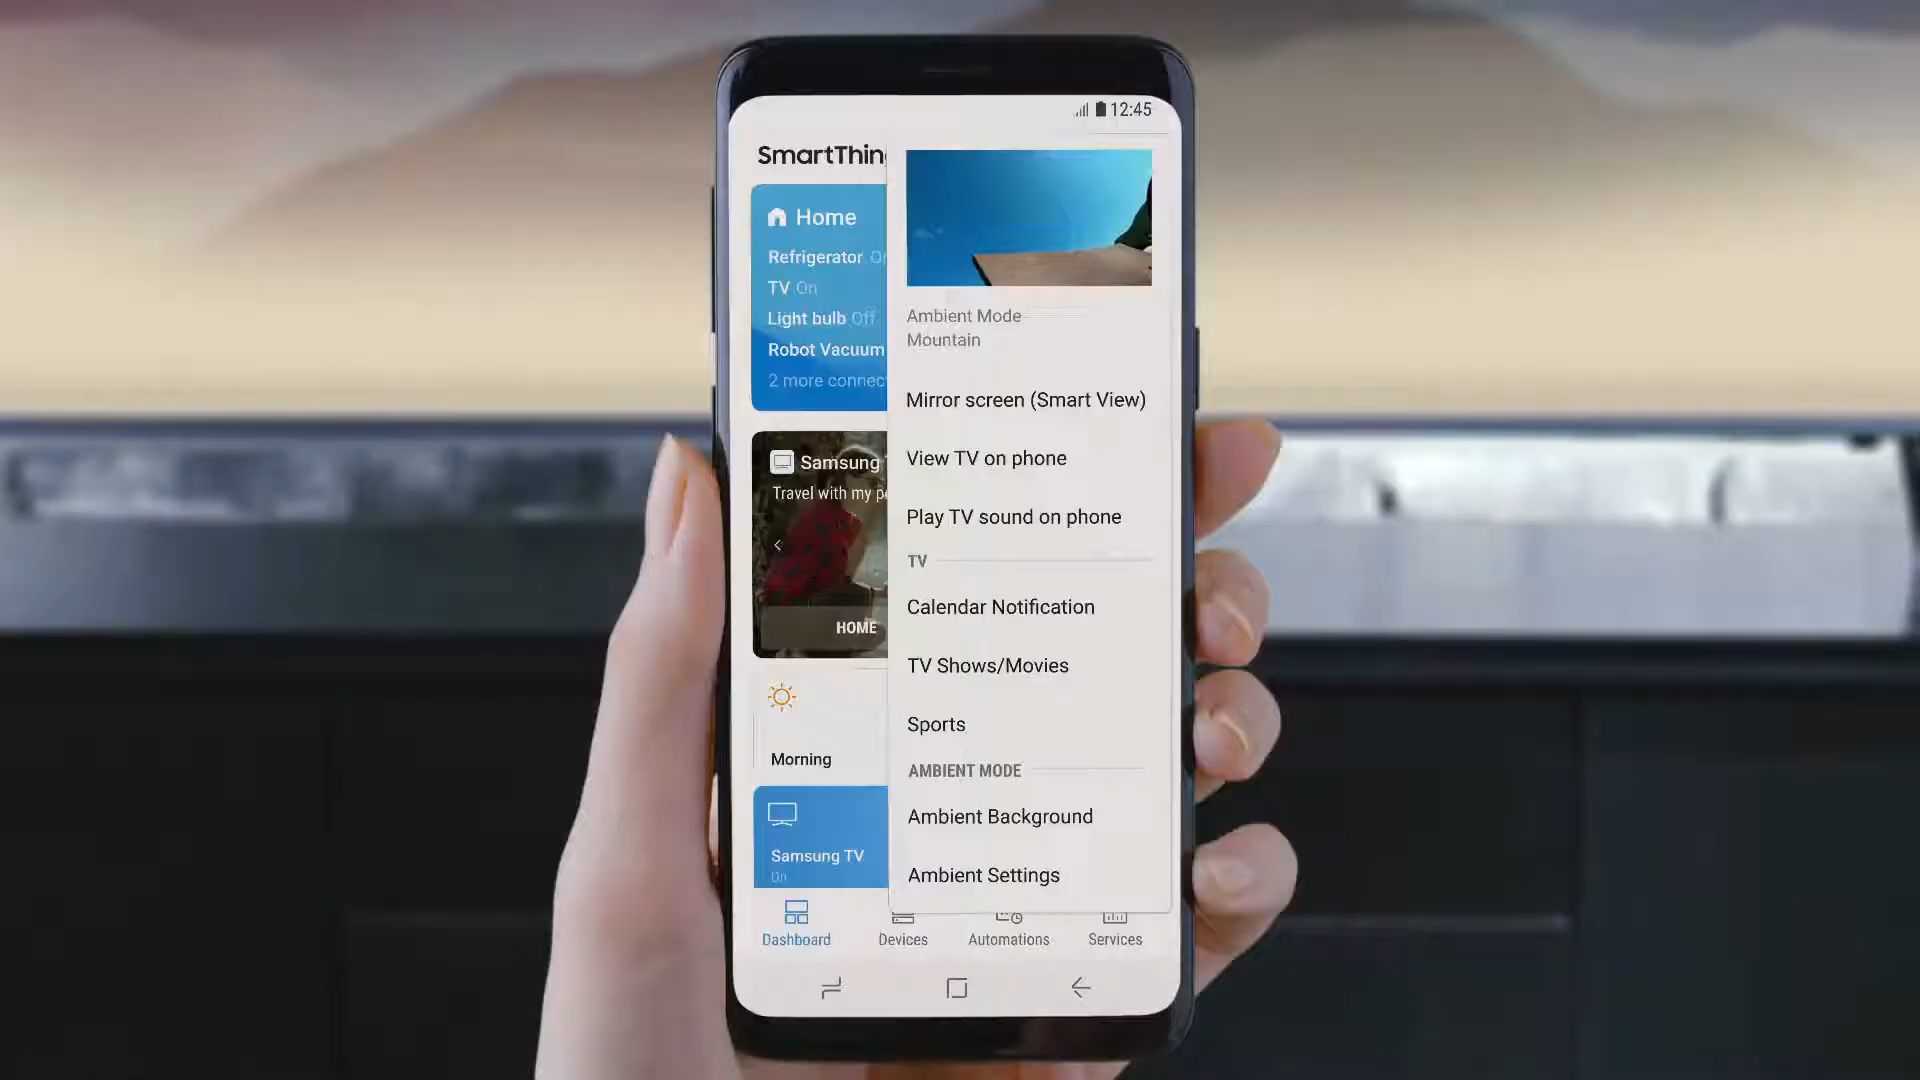 12:45
SmartThin
Home
Refrigerator
TV On
Light bulb Off
Robot Vacuum
2 more connec
Samsung
Travel with my p
HOME
Morning
Samsung TV
On
Ambient Mode
Mountain
Mirror screen (Smart View)
View TV on phone
Play TV sound on phone
TV
Calendar Notification
TV Shows/Movies
Sports
AMBIENT MODE
Ambient Background
Ambient Settings
Dashboard
Devices
Automations
Services